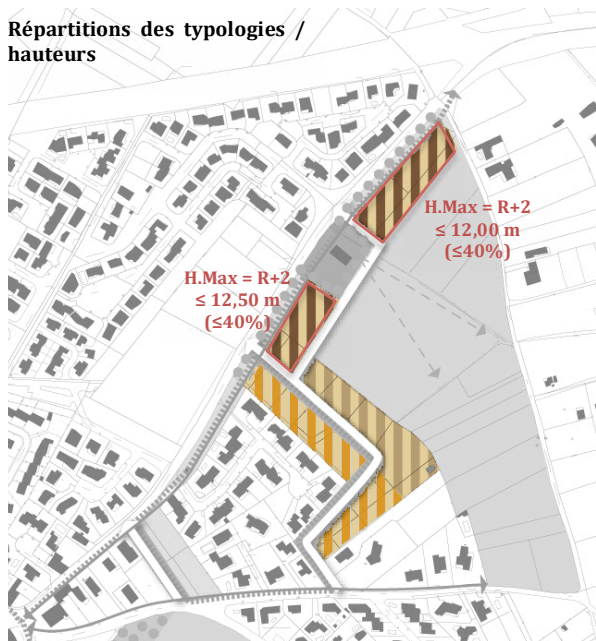 Répartitions des typologies /
hauteurs
H.Max = R+2
≤ 12,00 m
(≤40%)
H.Max = R+2
≤ 12,50 m
(≤40%)